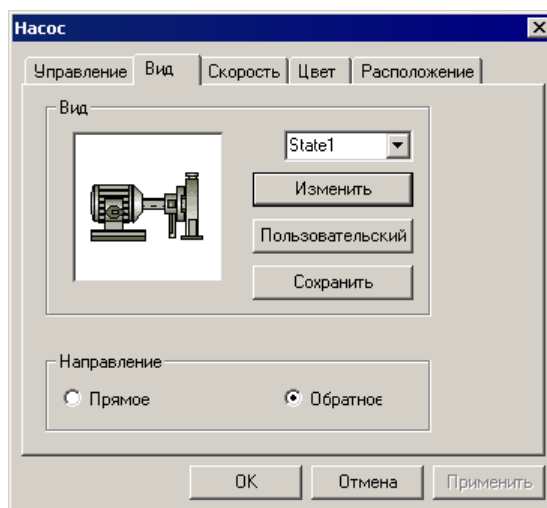 Насос
Управление Вид Скорость Цвет Расположение
Вид
State1
Изменить
Пользовательский
Сохранить
Направление
Прямое Обратное
OK Отмена Применить